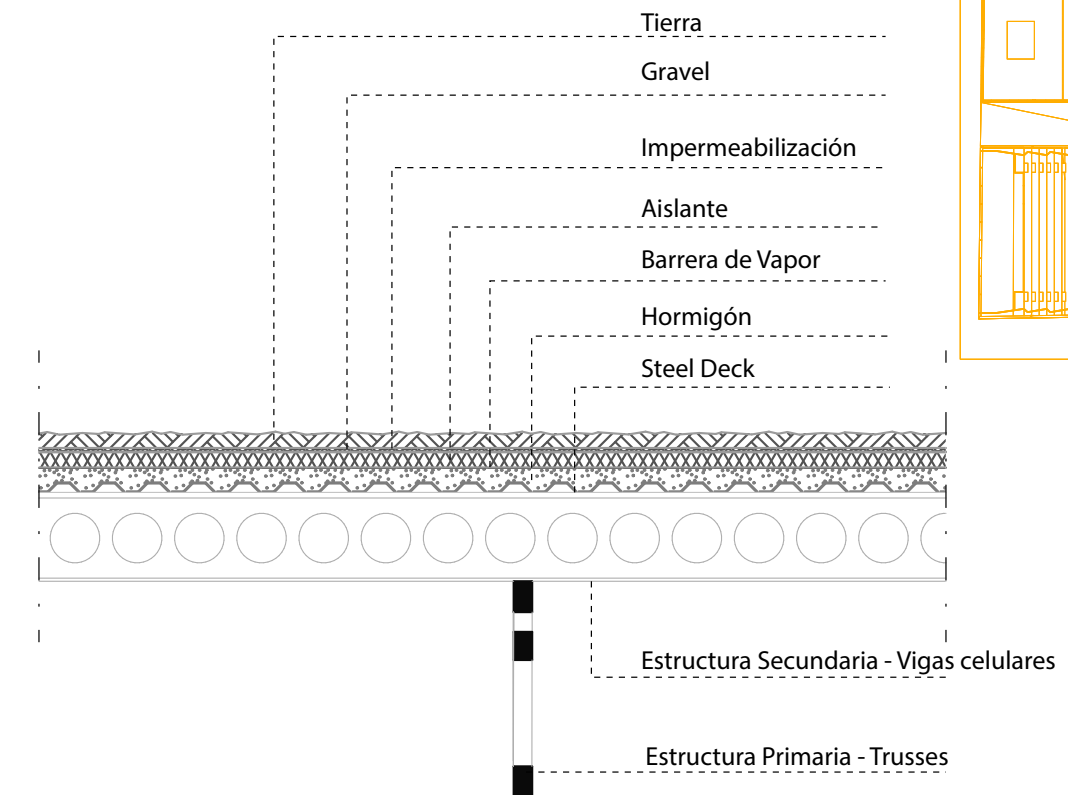 Tierra
Gravel
Impermeabilización
Aislante
Barrera de Vapor
Hormigón
Steel Deck
Estructura Secundaria - Vigas celulares
Estructura Primaria - Trusses